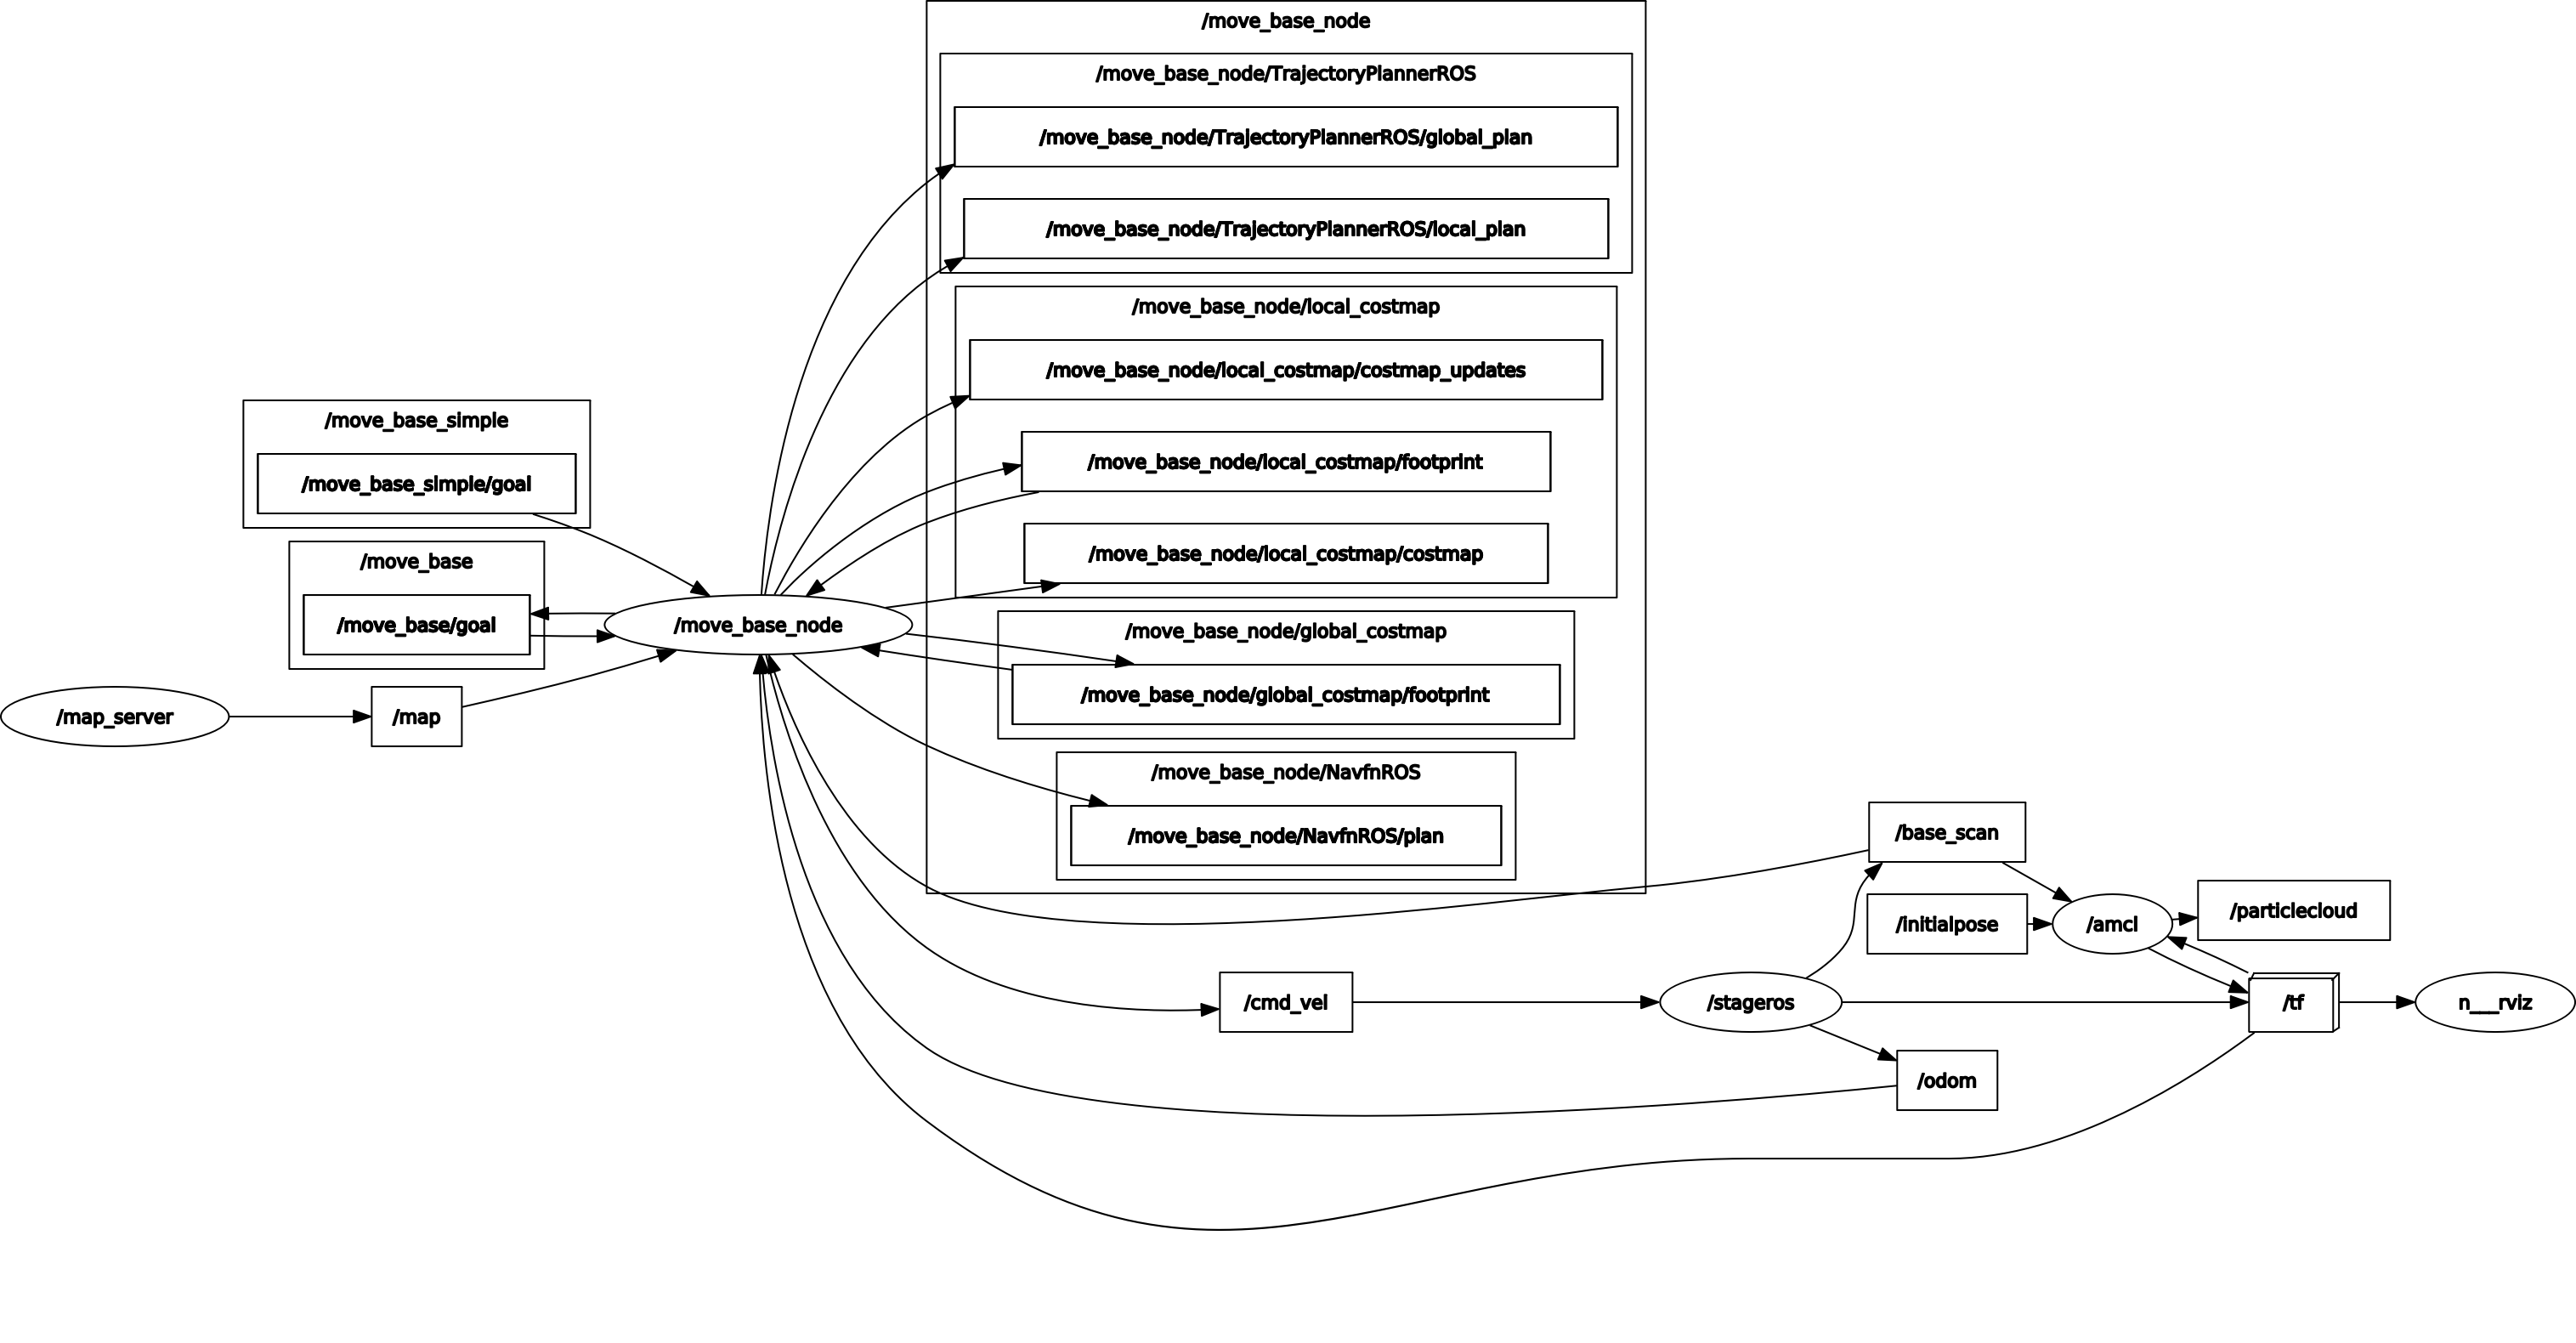 /move_base_node
/move_base_node/TrajectoryPlannerROS
/move_base_node/TrajectoryPlannerROS/global_plan
/move_base_node/TrajectoryPlannerROS/local_plan
/move_base_node/local_costmap
/move_base_node/local_costmap/costmap_updates
/move_base_node/local_costmap/footprint
/move_base_node/local_costmap/costmap
/move_base_node/global_costmap
/move_base_node/global_costmap/footprint
/move_base_node/NavfnROS
/move_base_node/NavfnROS/plan
/move_base_simple
/move_base_simple/goal
/move_base
/move_base/goal
/move_base_node
/map_server
/map
/base_scan
/initialpose
/amcl
/particlecloud
/cmd_vel
/stageros
/tf
n___rviz
/odom